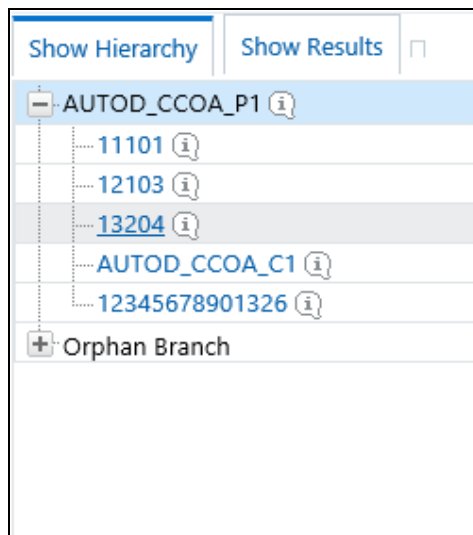 Show Hierarchy Show Results
AUTOD_CCOA_P1
11101
12103
13204
AUTOD_CCOA_C1
12345678901326
Orphan Branch